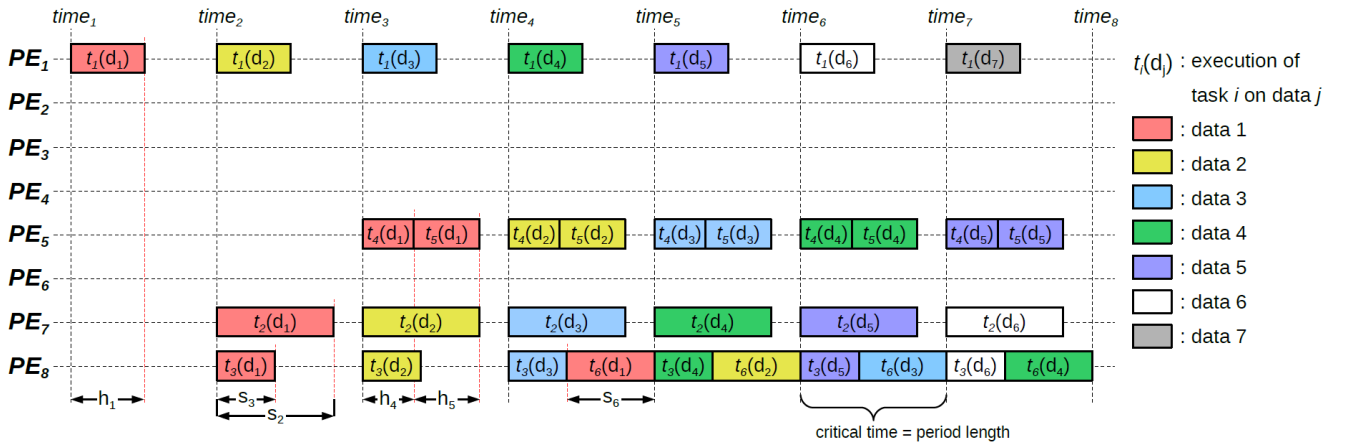 time₁ time₂ time₃ time₄ time₅ time₆ time₇ time₈
PE₁ t₁(d₁) t₁(d₂) t₁(d₃) t₁(d₄) t₁(d₅) t₁(d₆) t₁(d₇)
PE₂
PE₃
PE₄
PE₅ t₄(d₁) t₅(d₁) t₄(d₂) t₅(d₂) t₄(d₃) t₅(d₃) t₄(d₄) t₅(d₄) t₄(d₅) t₅(d₅)
PE₆
PE₇ t₂(d₁) t₂(d₂) t₂(d₃) t₂(d₄) t₂(d₅) t₂(d₆)
PE₈ t₃(d₁) t₃(d₂) t₃(d₃) t₆(d₁) t₃(d₄) t₆(d₂) t₃(d₅) t₆(d₃) t₃(d₆) t₆(d₄)
h₁ s₃ h₄ h₅ s₆
s₂
critical time = period length
tᵢ(dⱼ) : execution of
task i on data j
: data 1
: data 2
: data 3
: data 4
: data 5
: data 6
: data 7